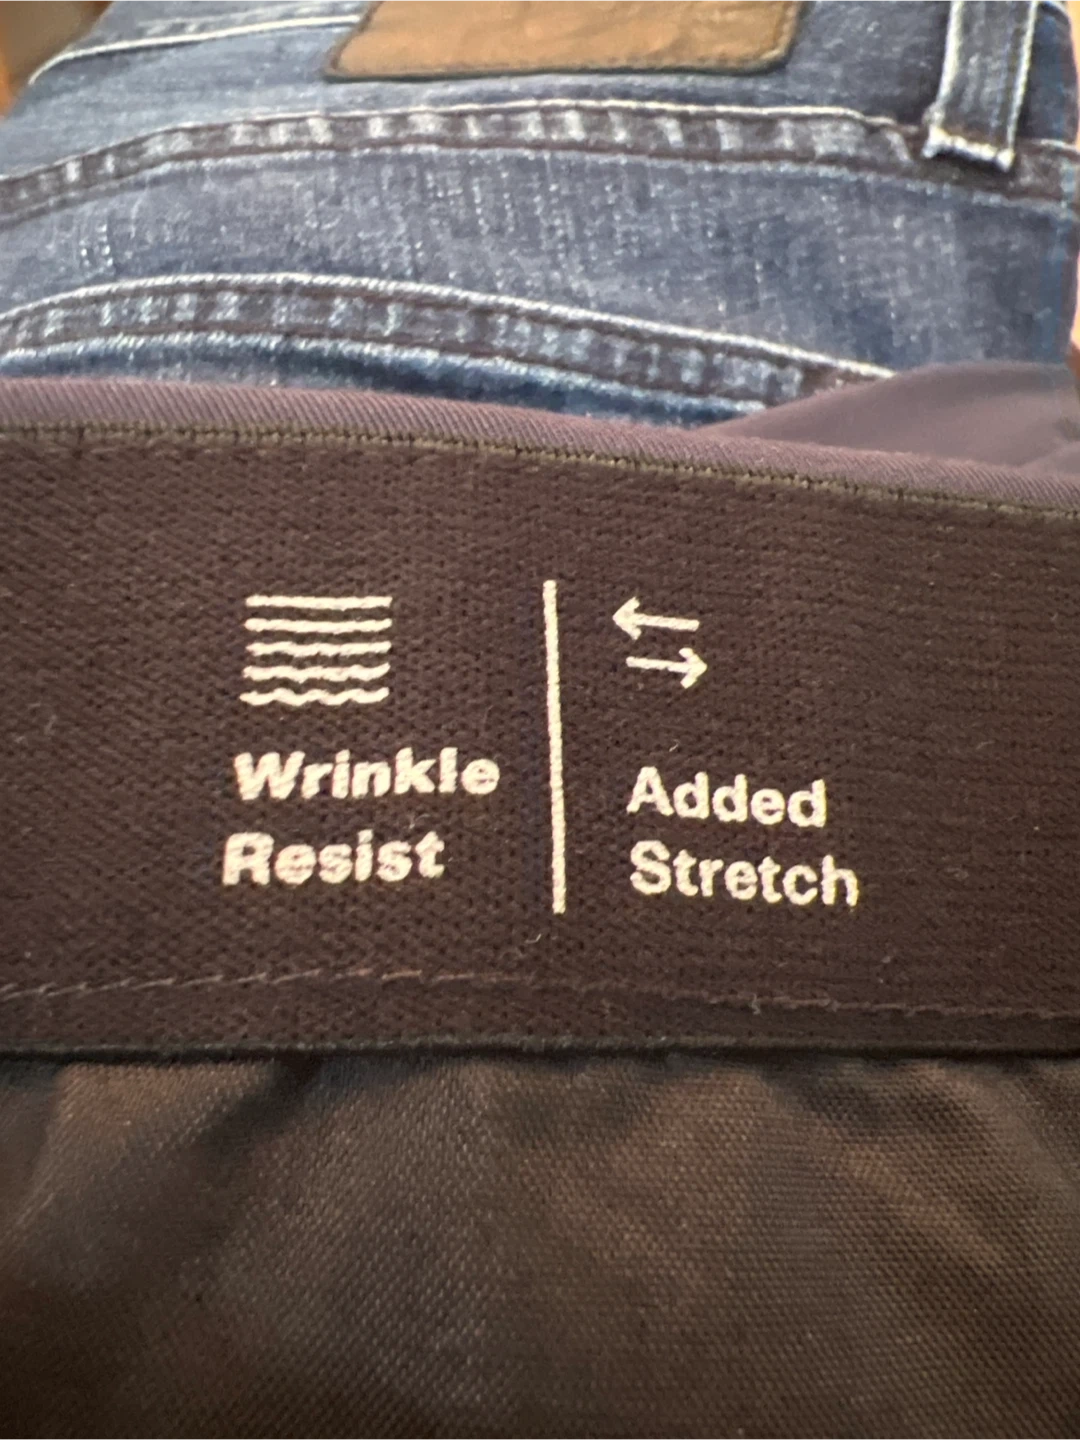 Wrinkle
Resist
Added
Stretch